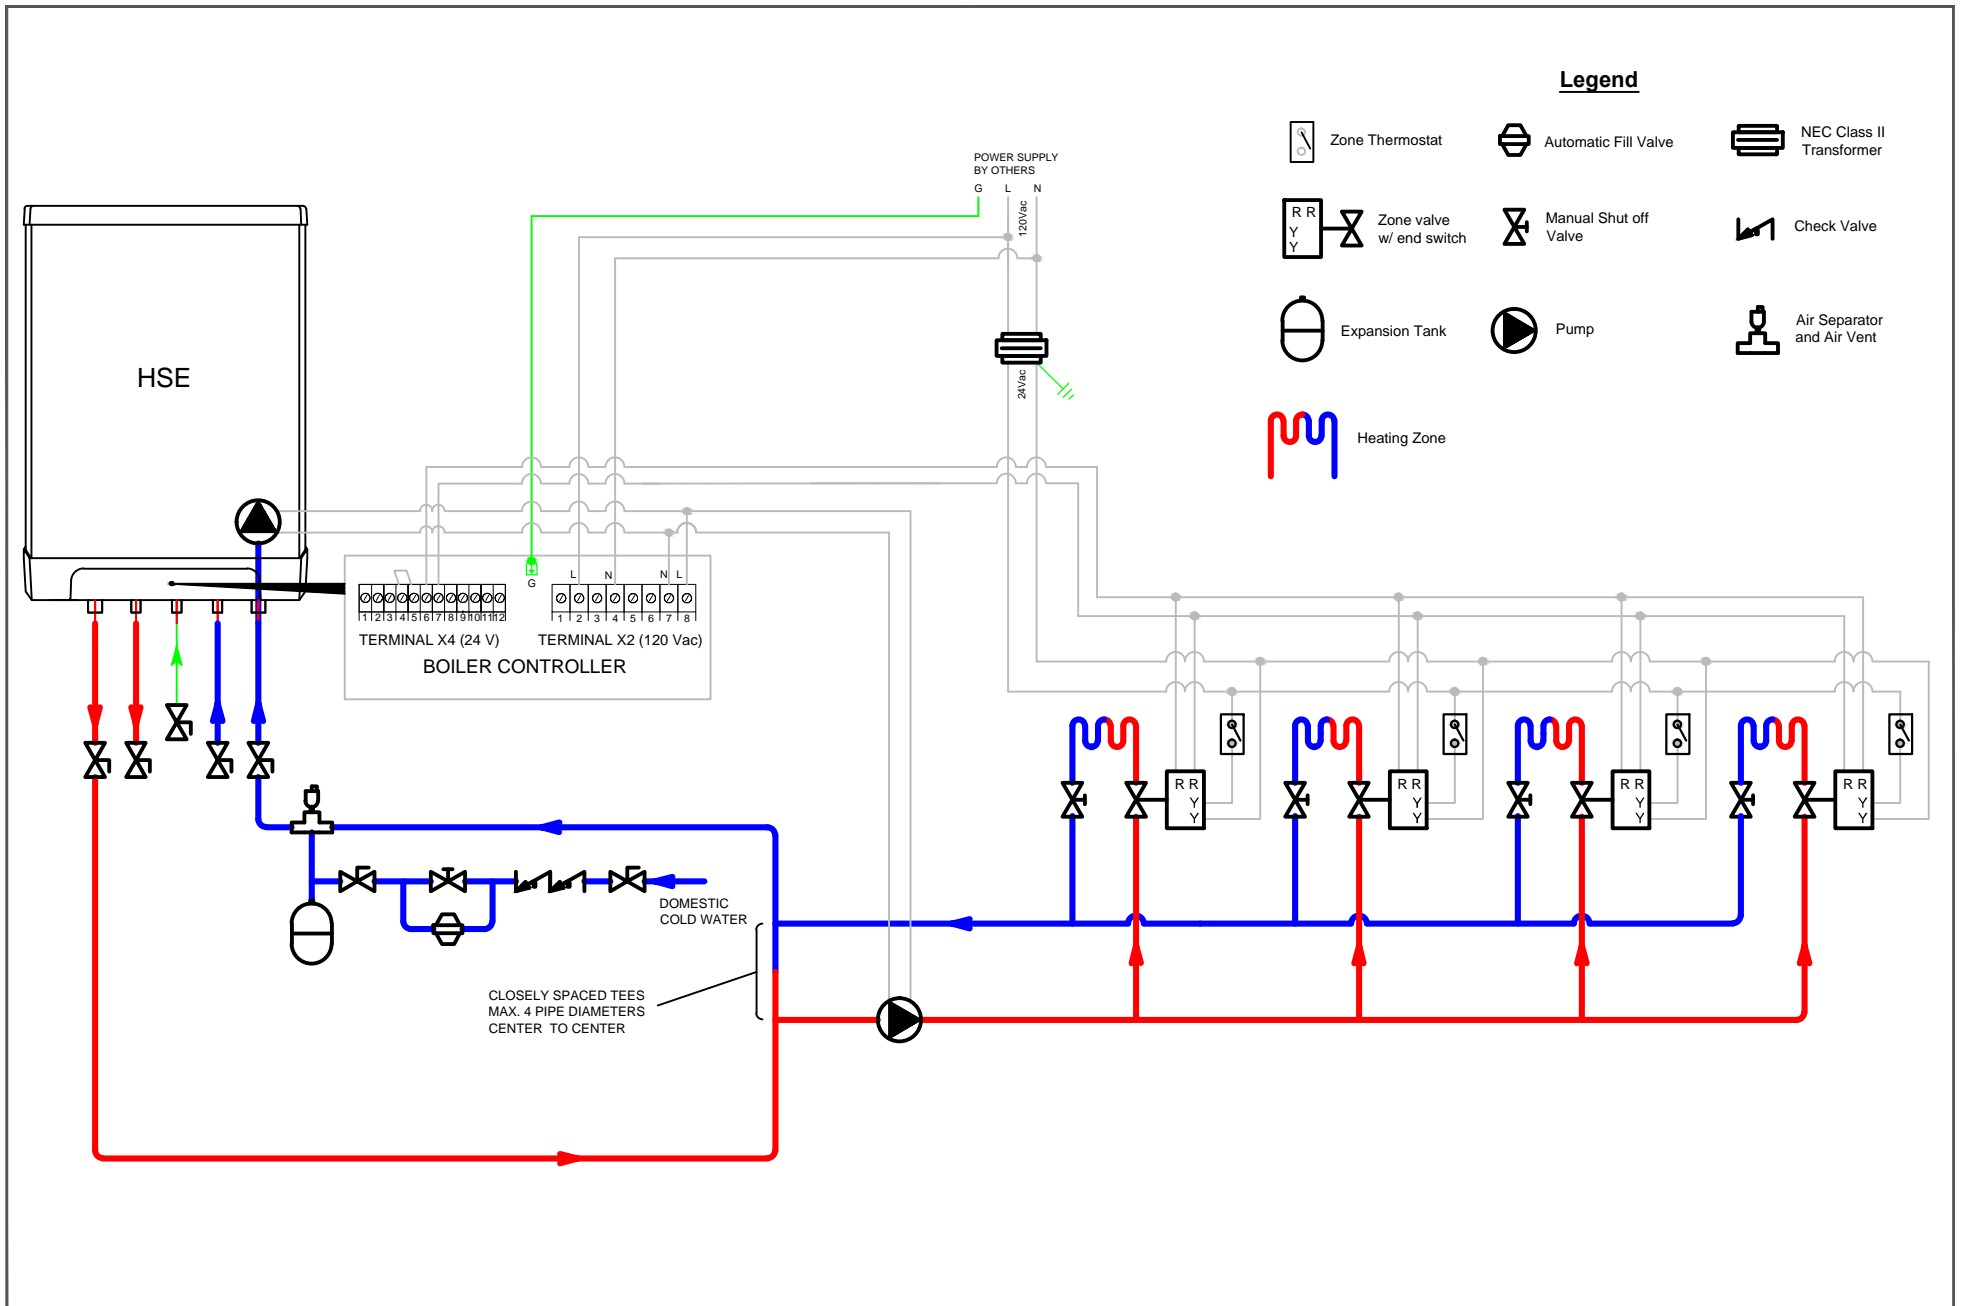 Legend
Zone Thermostat
Automatic Fill Valve
NEC Class II
Transformer
R R
Y
Y
Zone valve
w/ end switch
Manual Shut off
Valve
Check Valve
Expansion Tank
Pump
Air Separator
and Air Vent
Heating Zone
POWER SUPPLY
BY OTHERS
G L N
120Vac
24Vac
HSE
G
L N N L
1 2 3 4 5 6 7 8 9 10 11 12
1 2 3 4 5 6 7 8
TERMINAL X4 (24 V)
TERMINAL X2 (120 Vac)
BOILER CONTROLLER
R R
Y
Y
R R
Y
Y
R R
Y
Y
R R
Y
Y
DOMESTIC
COLD WATER
CLOSELY SPACED TEES
MAX. 4 PIPE DIAMETERS
CENTER TO CENTER